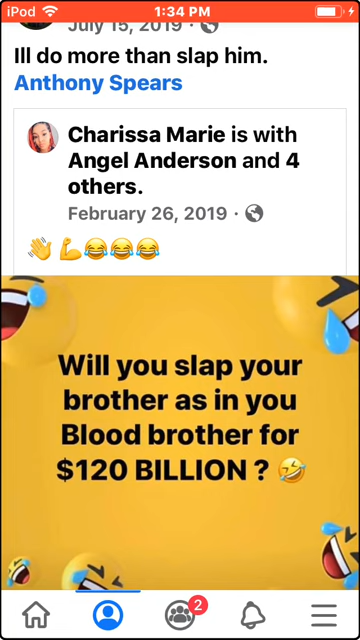 iPod 1:34 PM
July 15, 2019 ·
Ill do more than slap him.
Anthony Spears
Charissa Marie is with
Angel Anderson and 4
others.
February 26, 2019 ·
👋 💪😂😂😂
Will you slap your
brother as in you
Blood brother for
$120 BILLION ? 🤣
2